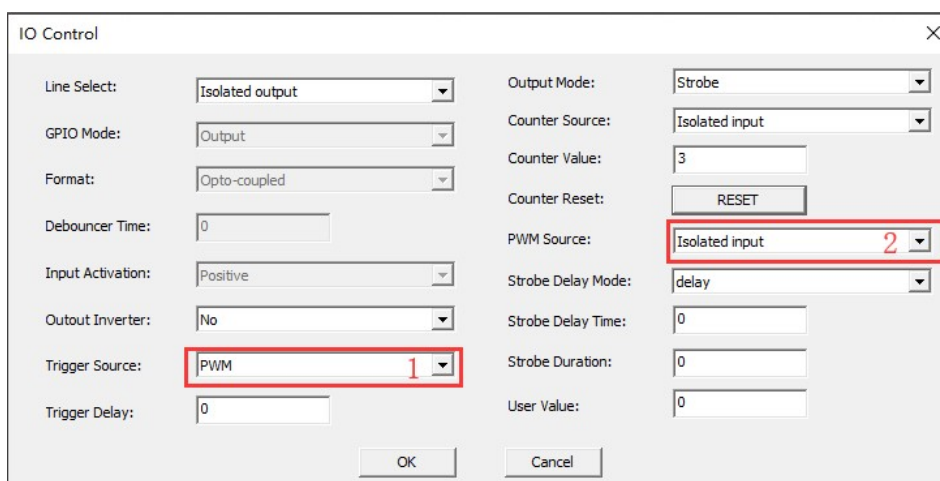 IO Control
Line Select: Isolated output
GPIO Mode: Output
Format: Opto-coupled
Debouncer Time: 0
Input Activation: Positive
Outout Inverter: No
Trigger Source: PWM 1
Trigger Delay: 0
Output Mode: Strobe
Counter Source: Isolated input
Counter Value: 3
Counter Reset: RESET
PWM Source: Isolated input 2
Strobe Delay Mode: delay
Strobe Delay Time: 0
Strobe Duration: 0
User Value: 0
OK
Cancel